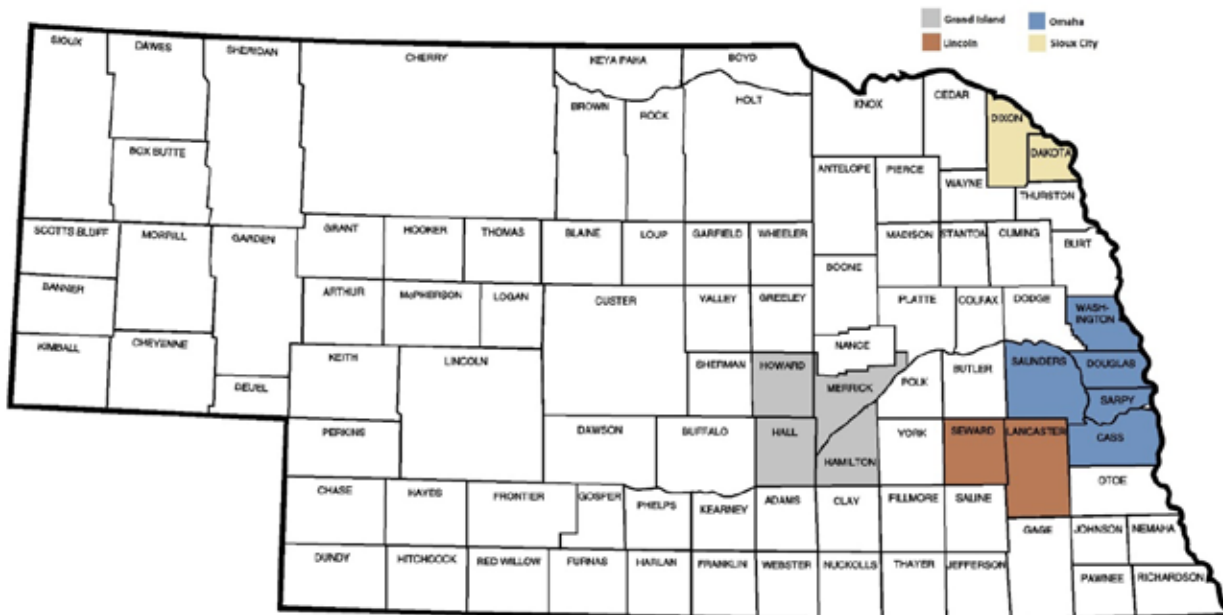 Grand Island
Omaha
Lincoln
Sioux City
SIOUX
DAWES
SHERIDAN
CHERRY
KEYA PAHA
BOYD
KNOX
CEDAR
DIXON
DAKOTA
BROWN
ROCK
HOLT
BOX BUTTE
ANTELOPE
PIERCE
WAYNE
THURSTON
SCOTTS BLUFF
MORRILL
GARDEN
GRANT
HOOKER
THOMAS
BLAINE
LOUP
GARFIELD
WHEELER
MADISON
STANTON
CUMING
BURT
BANNER
ARTHUR
McPHERSON
LOGAN
CUSTER
VALLEY
GREELEY
BOONE
PLATTE
COLFAX
DODGE
WASH-
INGTON
KIMBALL
CHEYENNE
KEITH
LINCOLN
SHERMAN
HOWARD
NANCE
MERRICK
POLK
BUTLER
SAUNDERS
DOUGLAS
SARPY
DEUEL
PERKINS
DAWSON
BUFFALO
HALL
HAMILTON
YORK
SEWARD
LANCASTER
CASS
OTOE
CHASE
HAYES
FRONTIER
GOSPER
PHELPS
KEARNEY
ADAMS
CLAY
FILLMORE
SALINE
GAGE
JOHNSON
NEMAHA
DUNDY
HITCHCOCK
RED WILLOW
FURNAS
HARLAN
FRANKLIN
WEBSTER
NUCKOLLS
THAYER
JEFFERSON
PAWNEE
RICHARDSON